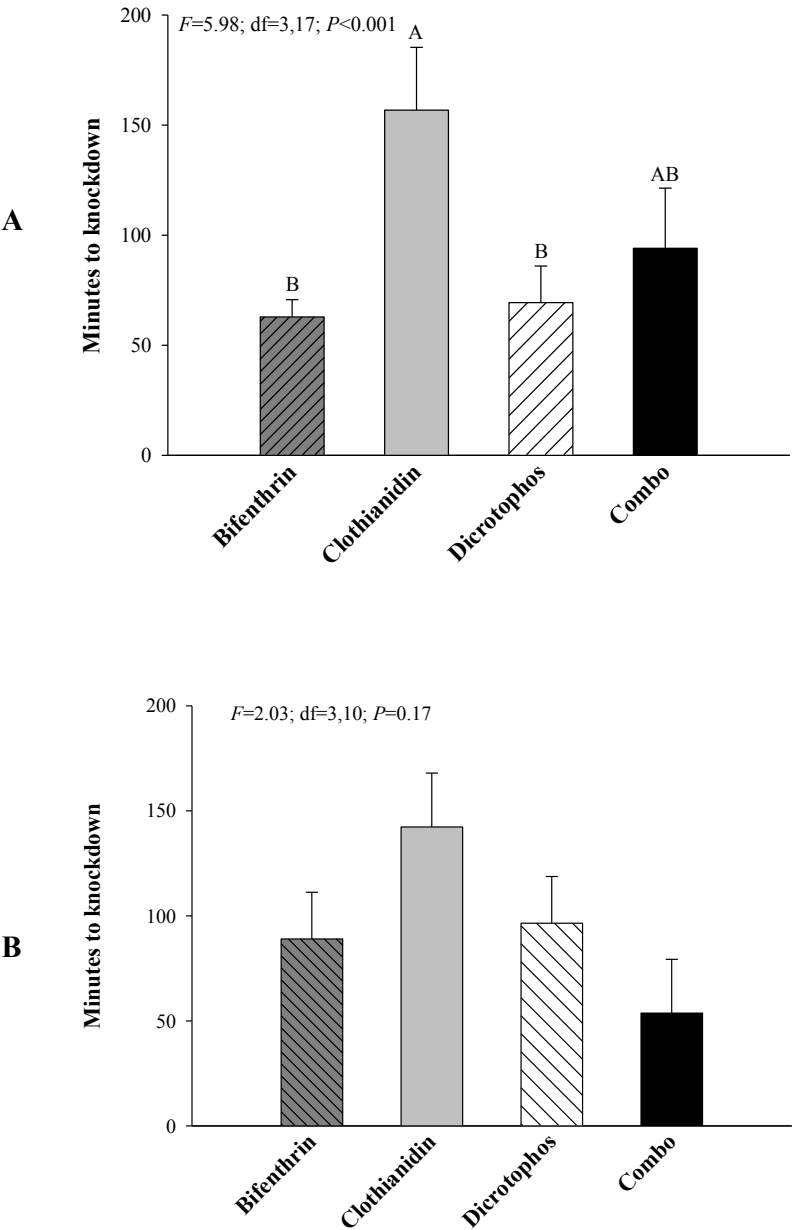 200
F=5.98; df=3,17; P<0.001
A
150
A
Minutes to knockdown
100
AB
B
B
50
0
Bifenthrin
Clothianidin
Dicrotophos
Combo
200
F=2.03; df=3,10; P=0.17
150
B
Minutes to knockdown
100
50
0
Bifenthrin
Clothianidin
Dicrotophos
Combo